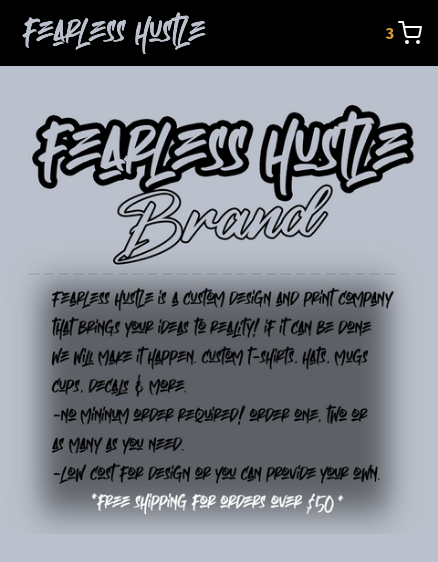 FEARLESS HUSTLE
3
FEARLESS HUSTLE
Brand
FEARLESS HUSTLE IS A CUSTOM DESIGN AND PRINT COMPANY
THAT BRINGS YOUR IDEAS TO REALITY! IF IT CAN BE DONE
WE WILL MAKE IT HAPPEN. CUSTOM T-SHIRTS, HATS, MUGS
CUPS, DECALS & MORE.
-NO MININUM ORDER REQUIRED! ORDER ONE, TWO OR
AS MANY AS YOU NEED.
-LOW COST FOR DESIGN OR YOU CAN PROVIDE YOUR OWN.
*FREE SHIPPING FOR ORDERS OVER $50*